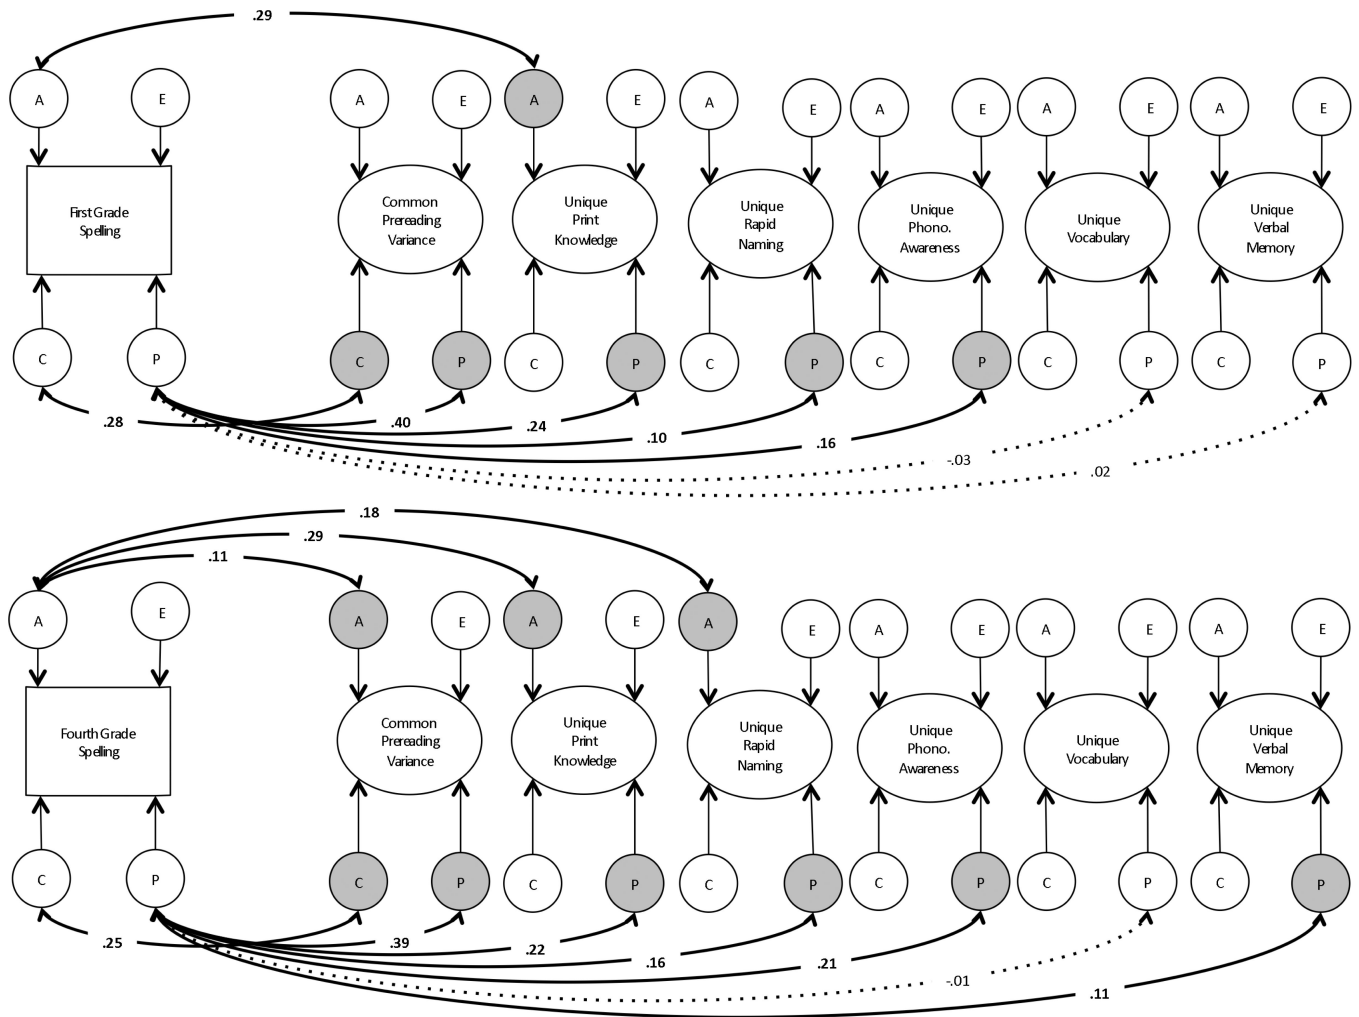 .29
A E A E A E A E A E A E A E
First Grade
Spelling
Common
Prereading
Variance
Unique
Print
Knowledge
Unique
Rapid
Naming
Unique
Phono.
Awareness
Unique
Vocabulary
Unique
Verbal
Memory
C P C P C P C P C P C P C P
.28 .40 .24 .10 .16 -.03 .02
.18
.29
.11
A E A E A E A E A E A E A E
Fourth Grade
Spelling
Common
Prereading
Variance
Unique
Print
Knowledge
Unique
Rapid
Naming
Unique
Phono.
Awareness
Unique
Vocabulary
Unique
Verbal
Memory
C P C P C P C P C P C P C P
.25 .39 .22 .16 .21 -.01 .11